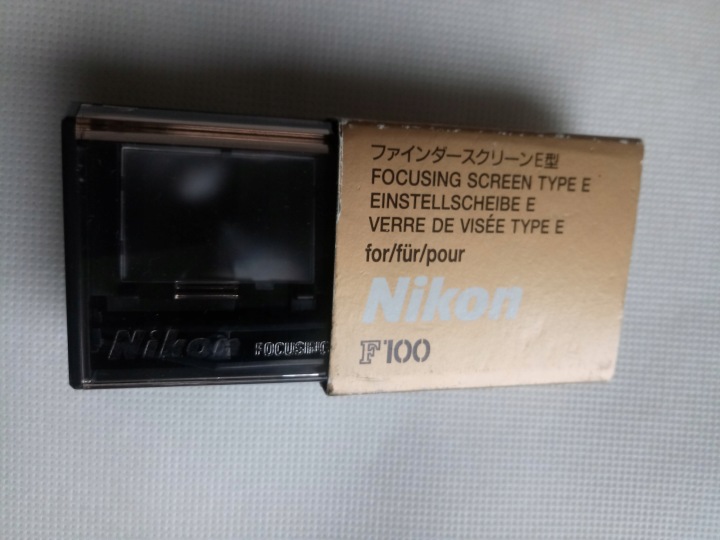 ファインダースクリーンE型
FOCUSING SCREEN TYPE E
EINSTELLSCHEIBE E
VERRE DE VISÉE TYPE E
for/für/pour
Nikon
F100
Nikon FOCUSING